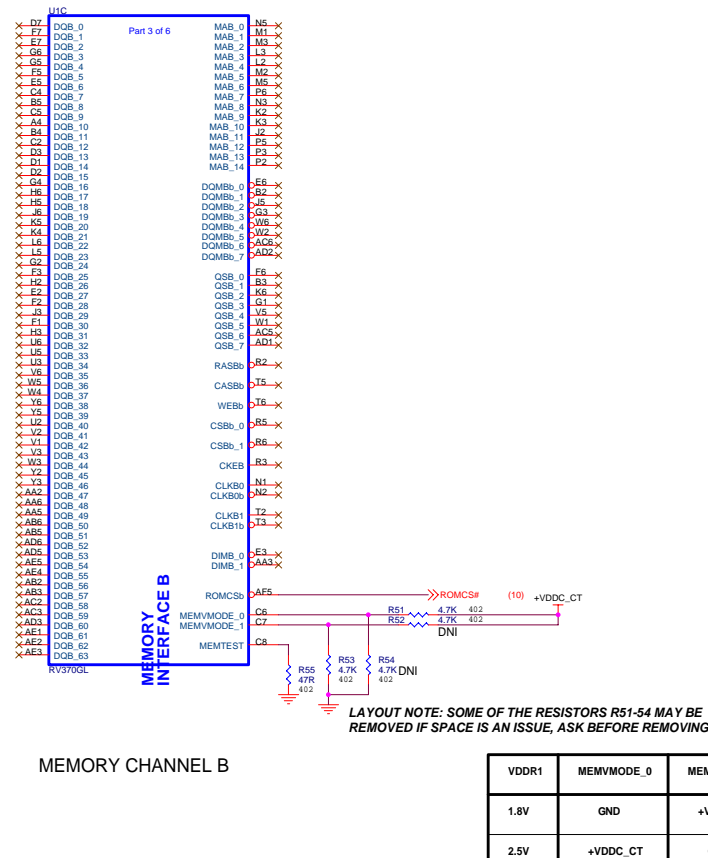 U1C
Part 3 of 6
D7 DQB_0
F7 DQB_1
E7 DQB_2
G6 DQB_3
G5 DQB_4
F5 DQB_5
E5 DQB_6
C4 DQB_7
B5 DQB_8
C5 DQB_9
A4 DQB_10
B4 DQB_11
C2 DQB_12
D3 DQB_13
D1 DQB_14
D2 DQB_15
G4 DQB_16
H6 DQB_17
H5 DQB_18
J6 DQB_19
K5 DQB_20
K4 DQB_21
L6 DQB_22
L5 DQB_23
G2 DQB_24
F3 DQB_25
H2 DQB_26
E2 DQB_27
F2 DQB_28
J3 DQB_29
F1 DQB_30
H3 DQB_31
U6 DQB_32
U5 DQB_33
U3 DQB_34
V6 DQB_35
W5 DQB_36
W4 DQB_37
Y6 DQB_38
Y5 DQB_39
U2 DQB_40
V2 DQB_41
V1 DQB_42
V3 DQB_43
W3 DQB_44
Y2 DQB_45
Y3 DQB_46
AA2 DQB_47
AA6 DQB_48
AA5 DQB_49
AB6 DQB_50
AB5 DQB_51
AD6 DQB_52
AD5 DQB_53
AE5 DQB_54
AE4 DQB_55
AB2 DQB_56
AB3 DQB_57
AC2 DQB_58
AC3 DQB_59
AD3 DQB_60
AE1 DQB_61
AE2 DQB_62
AE3 DQB_63
MAB_0 N5
MAB_1 M1
MAB_2 M3
MAB_3 L3
MAB_4 L2
MAB_5 M2
MAB_6 M5
MAB_7 P6
MAB_8 N3
MAB_9 K2
MAB_10 K3
MAB_11 J2
MAB_12 P5
MAB_13 P3
MAB_14 P2
DQMBb_0 E6
DQMBb_1 B2
DQMBb_2 J5
DQMBb_3 G3
DQMBb_4 W6
DQMBb_5 W2
DQMBb_6 AC6
DQMBb_7 AD2
QSB_0 F6
QSB_1 B3
QSB_2 K6
QSB_3 G1
QSB_4 V5
QSB_5 W1
QSB_6 AC5
QSB_7 AD1
RASBb R2
CASBb T5
WEBb T6
CSBb_0 R5
CSBb_1 R6
CKEB R3
CLKB0 N1
CLKB0b N2
CLKB1 T2
CLKB1b T3
DIMB_0 E3
DIMB_1 AA3
ROMCSb AF5
MEMVMODE_0 C6
MEMVMODE_1 C7
MEMTEST C8
MEMORY
INTERFACE B
RV370GL
ROMCS# (10)
+VDDC_CT
R51 4.7K 402
R52 4.7K 402
DNI
R55
47R
402
R53
4.7K
402
R54
4.7K DNI
402
LAYOUT NOTE: SOME OF THE RESISTORS R51-54 MAY BE
REMOVED IF SPACE IS AN ISSUE, ASK BEFORE REMOVING
MEMORY CHANNEL B
VDDR1 MEMVMODE_0
1.8V GND
2.5V +VDDC_CT